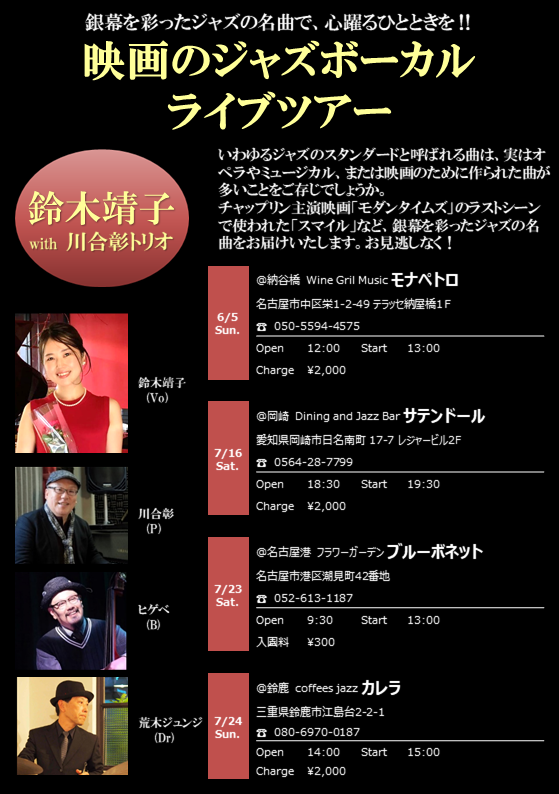 銀幕を彩ったジャズの名曲で、心躍るひとときを!!
映画のジャズボーカル
ライブツアー
鈴木靖子
with 川合彰トリオ
いわゆるジャズのスタンダードと呼ばれる曲は、実はオ
ペラやミュージカル、または映画のために作られた曲が
多いことをご存じでしょうか。
チャップリン主演映画「モダンタイムズ」のラストシーン
で使われた「スマイル」など、銀幕を彩ったジャズの名
曲をお届けいたします。お見逃しなく！
鈴木靖子
(Vo)
川合彰
(P)
ヒゲベ
(B)
荒木ジュンジ
(Dr)
6/5
Sun.
@納谷橋 Wine Gril Music モナペトロ
名古屋市中区栄1-2-49 テラッセ納屋橋1F
☎ 050-5594-4575
Open 12:00 Start 13:00
Charge ¥2,000
7/16
Sat.
@岡崎 Dining and Jazz Bar サテンドール
愛知県岡崎市日名南町 17-7 レジャービル2F
☎ 0564-28-7799
Open 18:30 Start 19:30
Charge ¥2,000
7/23
Sat.
@名古屋港 フラワーガーデン ブルーボネット
名古屋市港区潮見町42番地
☎ 052-613-1187
Open 9:30 Start 13:00
入園料 ¥300
7/24
Sun.
@鈴鹿 coffees jazz カレラ
三重県鈴鹿市江島台2-2-1
☎ 080-6970-0187
Open 14:00 Start 15:00
Charge ¥2,000